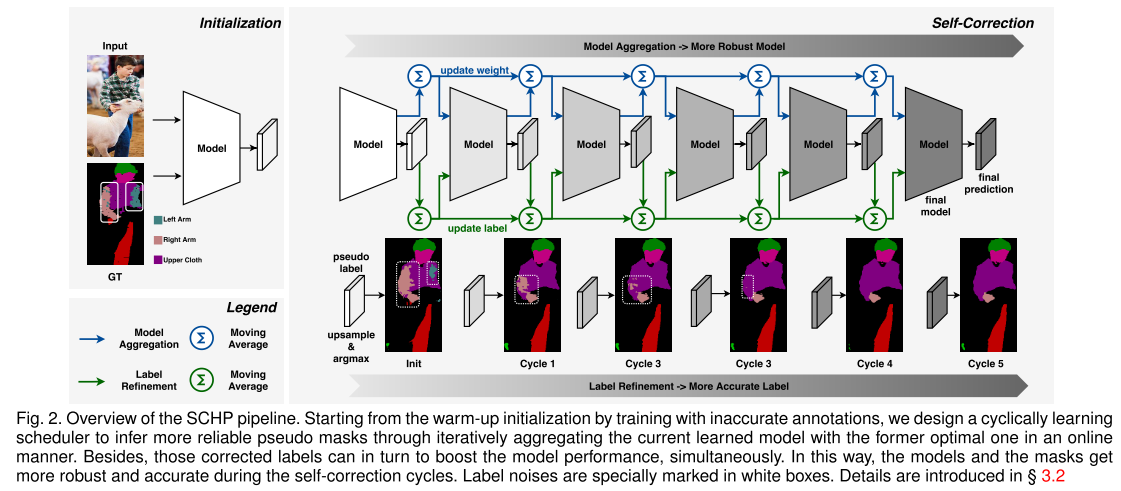 Initialization
Input
Model
GT
Left Arm
Right Arm
Upper Cloth
Legend
Model
Aggregation
Σ
Moving
Average
Label
Refinement
Σ
Moving
Average
Self-Correction
Model Aggregation -> More Robust Model
Σ
update weight
Σ
Σ
Σ
Σ
Model
Model
Model
Model
Model
Model
final
prediction
final
model
Σ
update label
Σ
Σ
Σ
Σ
pseudo
label
upsample
&
argmax
Init
Cycle 1
Cycle 3
Cycle 3
Cycle 4
Cycle 5
Label Refinement -> More Accurate Label
Fig. 2. Overview of the SCHP pipeline. Starting from the warm-up initialization by training with inaccurate annotations, we design a cyclically learning
scheduler to infer more reliable pseudo masks through iteratively aggregating the current learned model with the former optimal one in an online
manner. Besides, those corrected labels can in turn to boost the model performance, simultaneously. In this way, the models and the masks get
more robust and accurate during the self-correction cycles. Label noises are specially marked in white boxes. Details are introduced in § 3.2